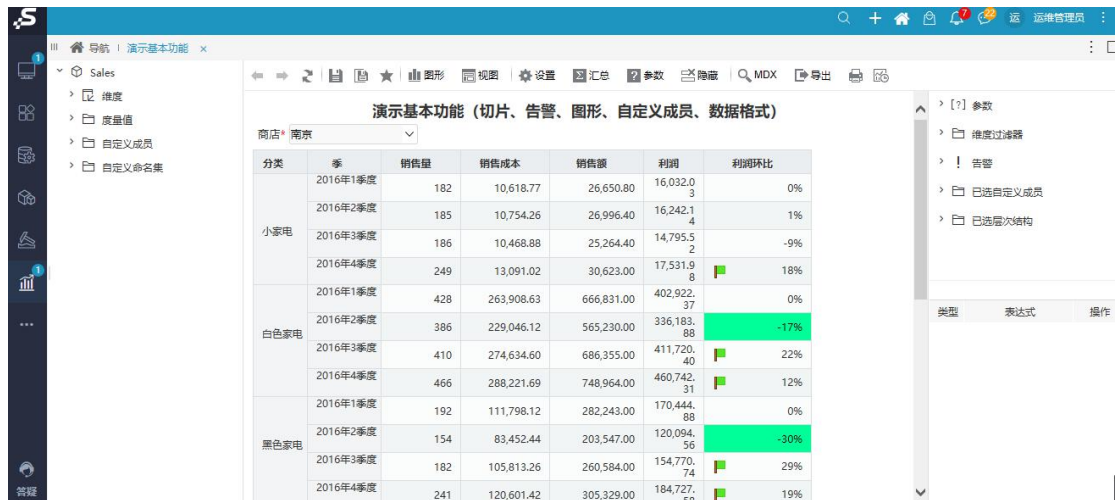 7 22 运 运维管理员
导航 演示基本功能 ×
1
Sales
维度
度量值
自定义成员
自定义命名集
1
答疑
图形 视图 设置 汇总 参数 隐藏 MDX 导出
演示基本功能（切片、告警、图形、自定义成员、数据格式）
商店* 南京
分类 季 销售量 销售成本 销售额 利润 利润环比
小家电
2016年1季度 182 10,618.77 26,650.80 16,032.03 0%
2016年2季度 185 10,754.26 26,996.40 16,242.14 1%
2016年3季度 186 10,468.88 25,264.40 14,795.52 -9%
2016年4季度 249 13,091.02 30,623.00 17,531.98 18%
白色家电
2016年1季度 428 263,908.63 666,831.00 402,922.37 0%
2016年2季度 386 229,046.12 565,230.00 336,183.88 -17%
2016年3季度 410 274,634.60 686,355.00 411,720.40 22%
2016年4季度 466 288,221.69 748,964.00 460,742.31 12%
黑色家电
2016年1季度 192 111,798.12 282,243.00 170,444.88 0%
2016年2季度 154 83,452.44 203,547.00 120,094.56 -30%
2016年3季度 182 105,813.26 260,584.00 154,770.74 29%
2016年4季度 241 120,601.42 305,329.00 184,727. 19%
[?] 参数
维度过滤器
! 告警
已选自定义成员
已选层次结构
类型 表达式 操作